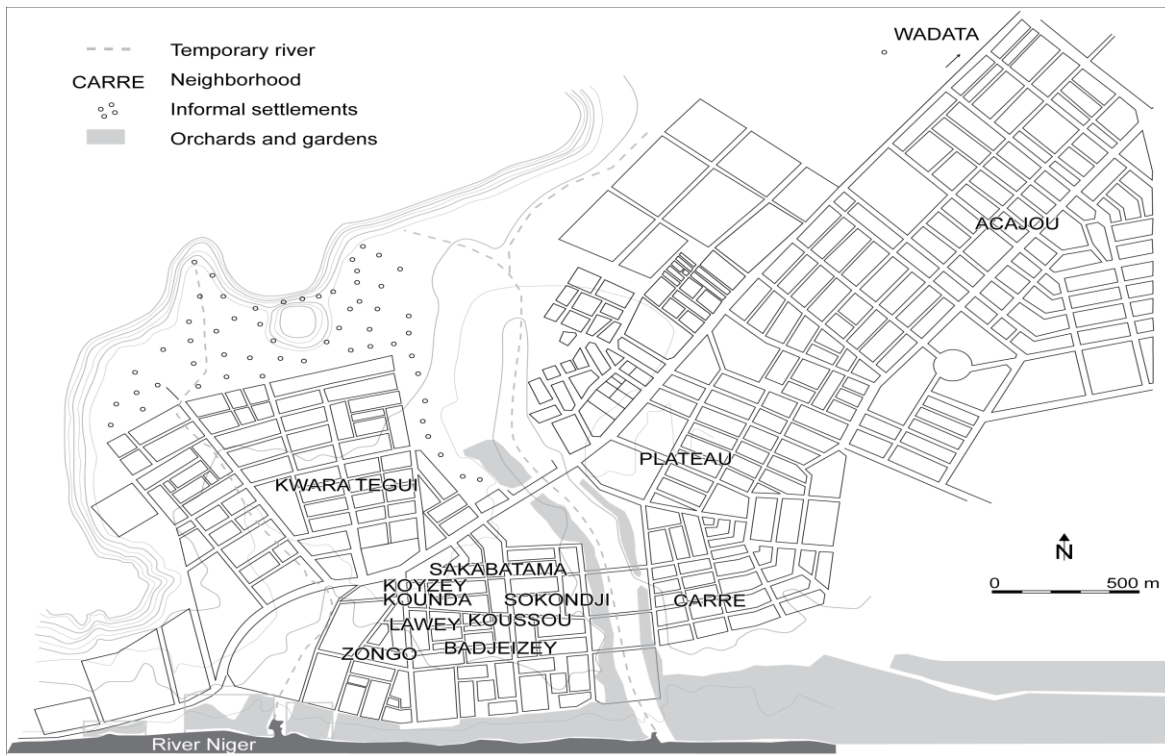 WADATA
Temporary river
CARRE Neighborhood
Informal settlements
Orchards and gardens
ACAJOU
PLATEAU
KWARA TEGUI
N
SAKABATAMA
KOYZEY
0 500 m
KOUNDA SOKONDJI CARRE
LAWEY KOUSSOU
ZONGO BADJEIZEY
River Niger